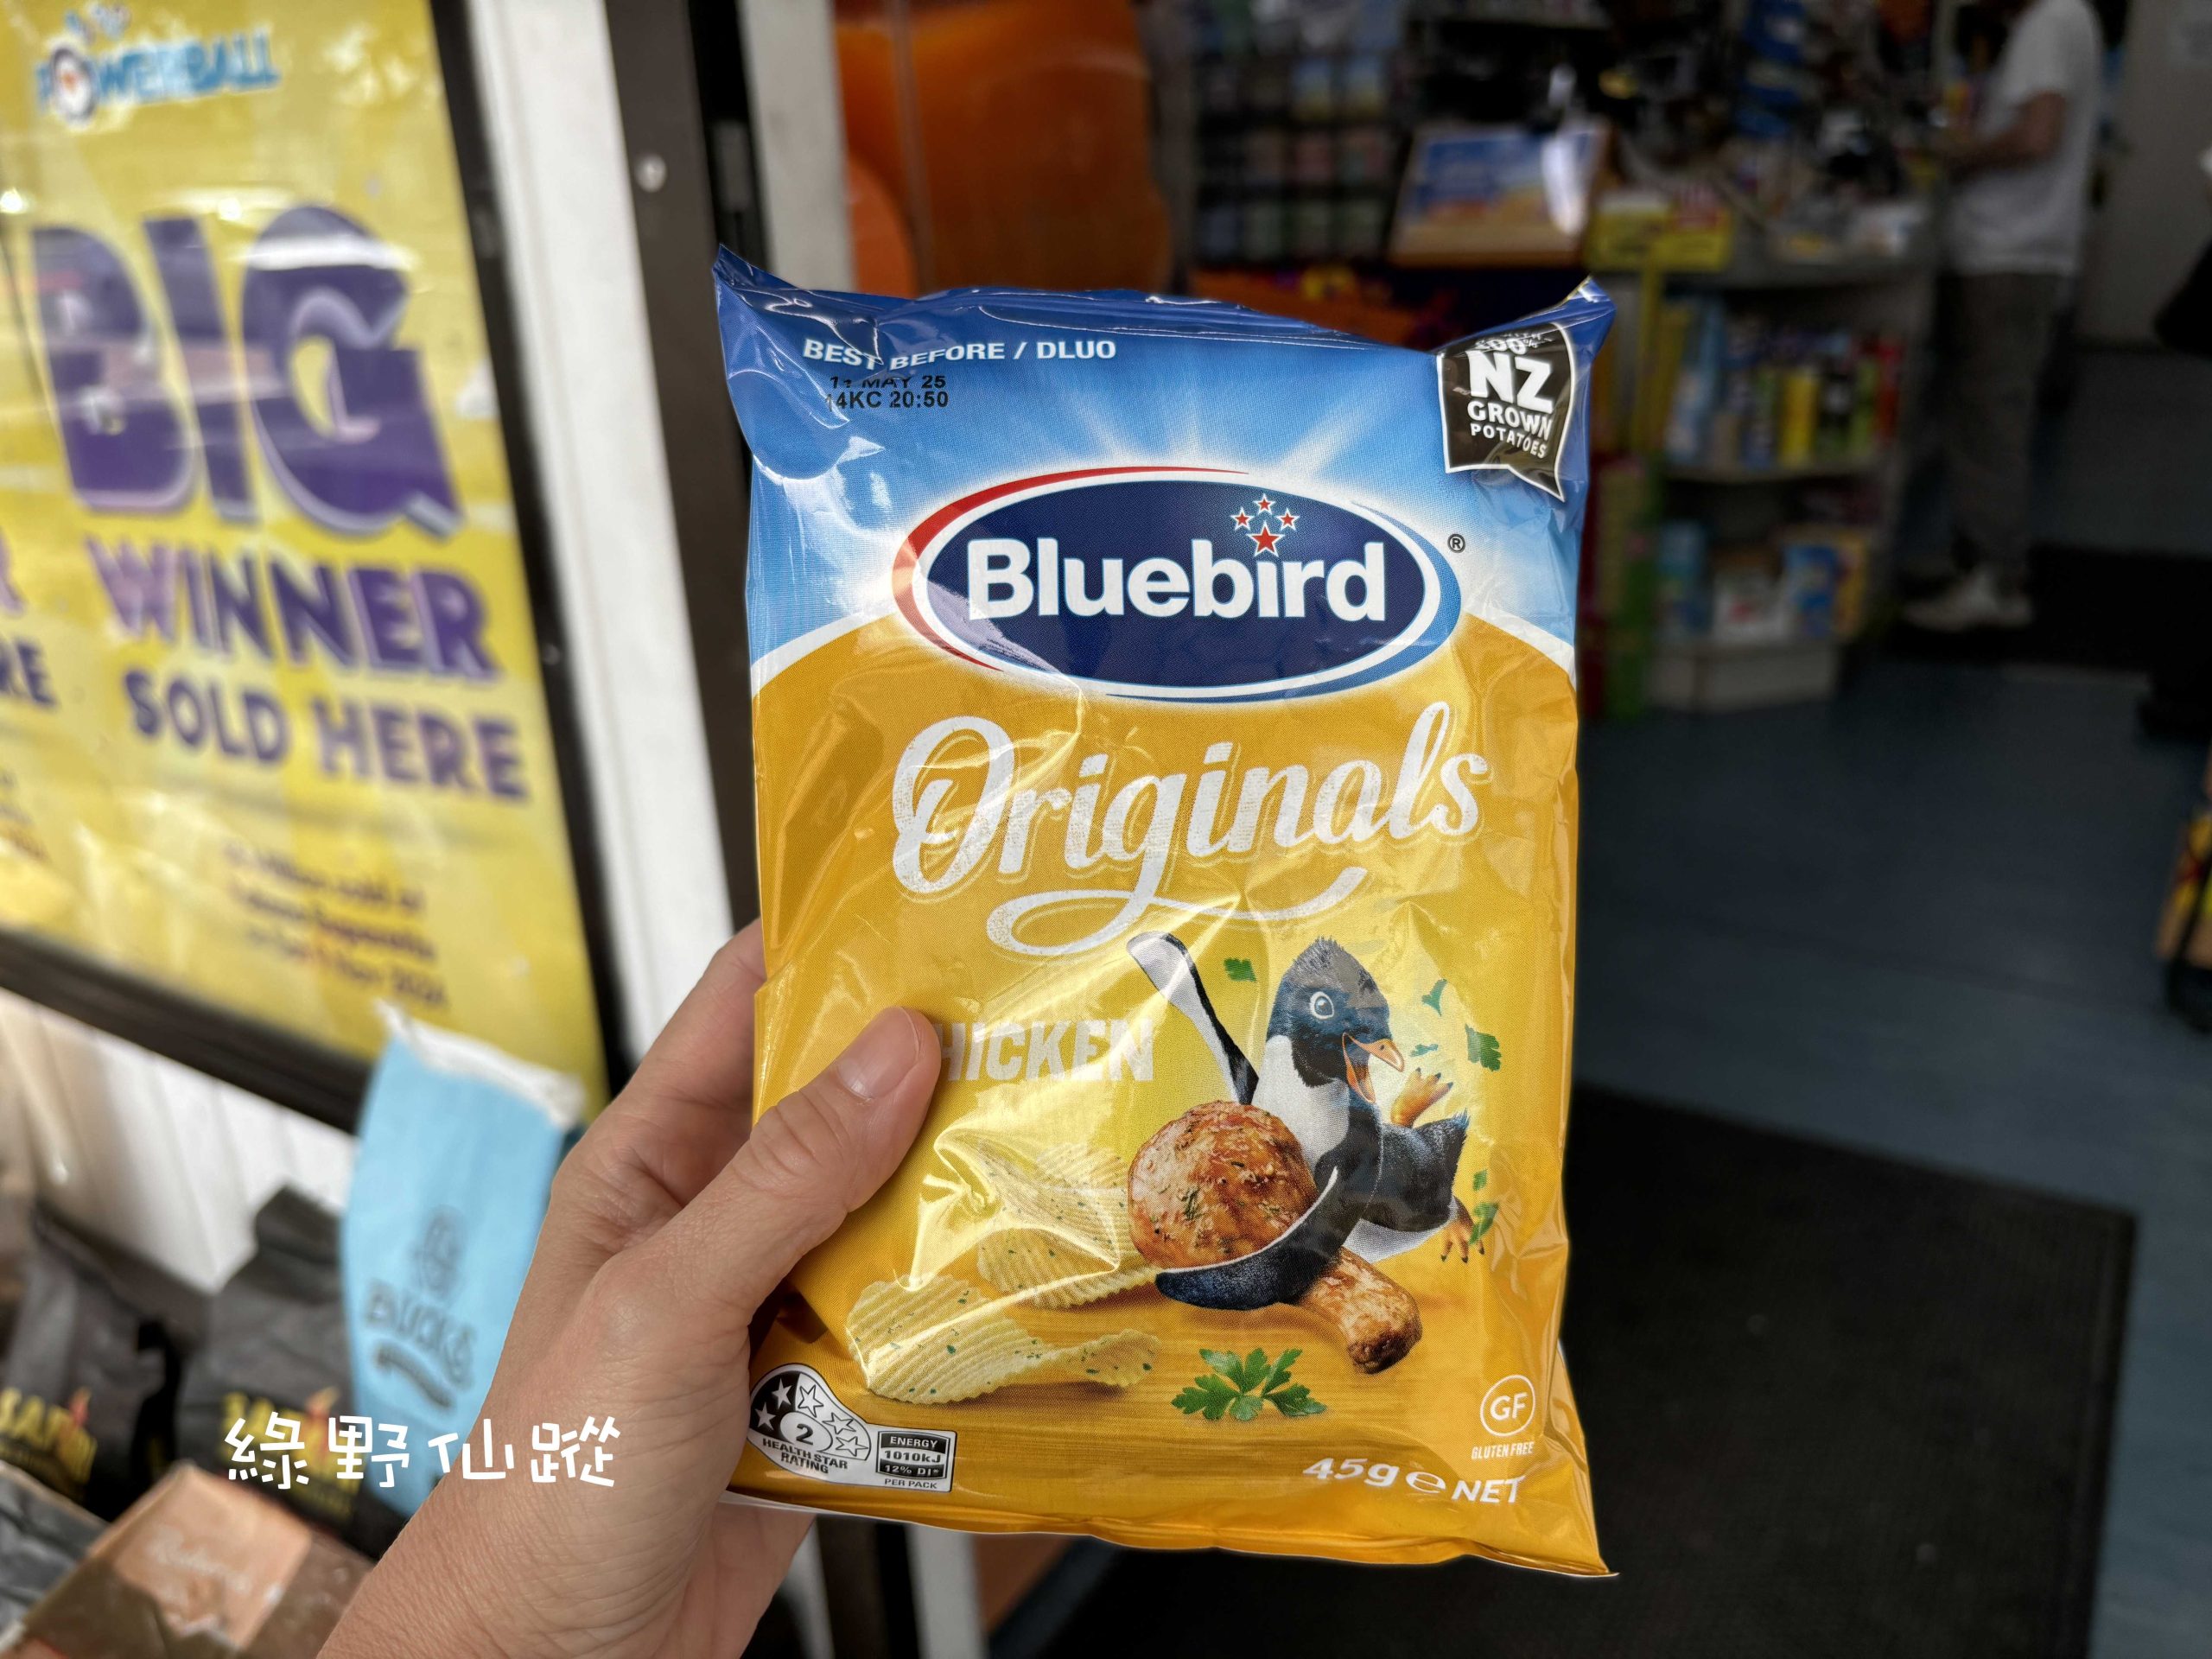 POWERBALL
BIG
WINNER
SOLD HERE
BEST BEFORE / DLUO
MAY 25
14KC 20:50
NZ
GROWN
POTATOES
Bluebird ®
Originals
HICKEN
2
HEALTH STAR
RATING
ENERGY
1010kJ
12% DI*
PER PACK
GF
GLUTEN FREE
45g e NET
綠野仙蹤